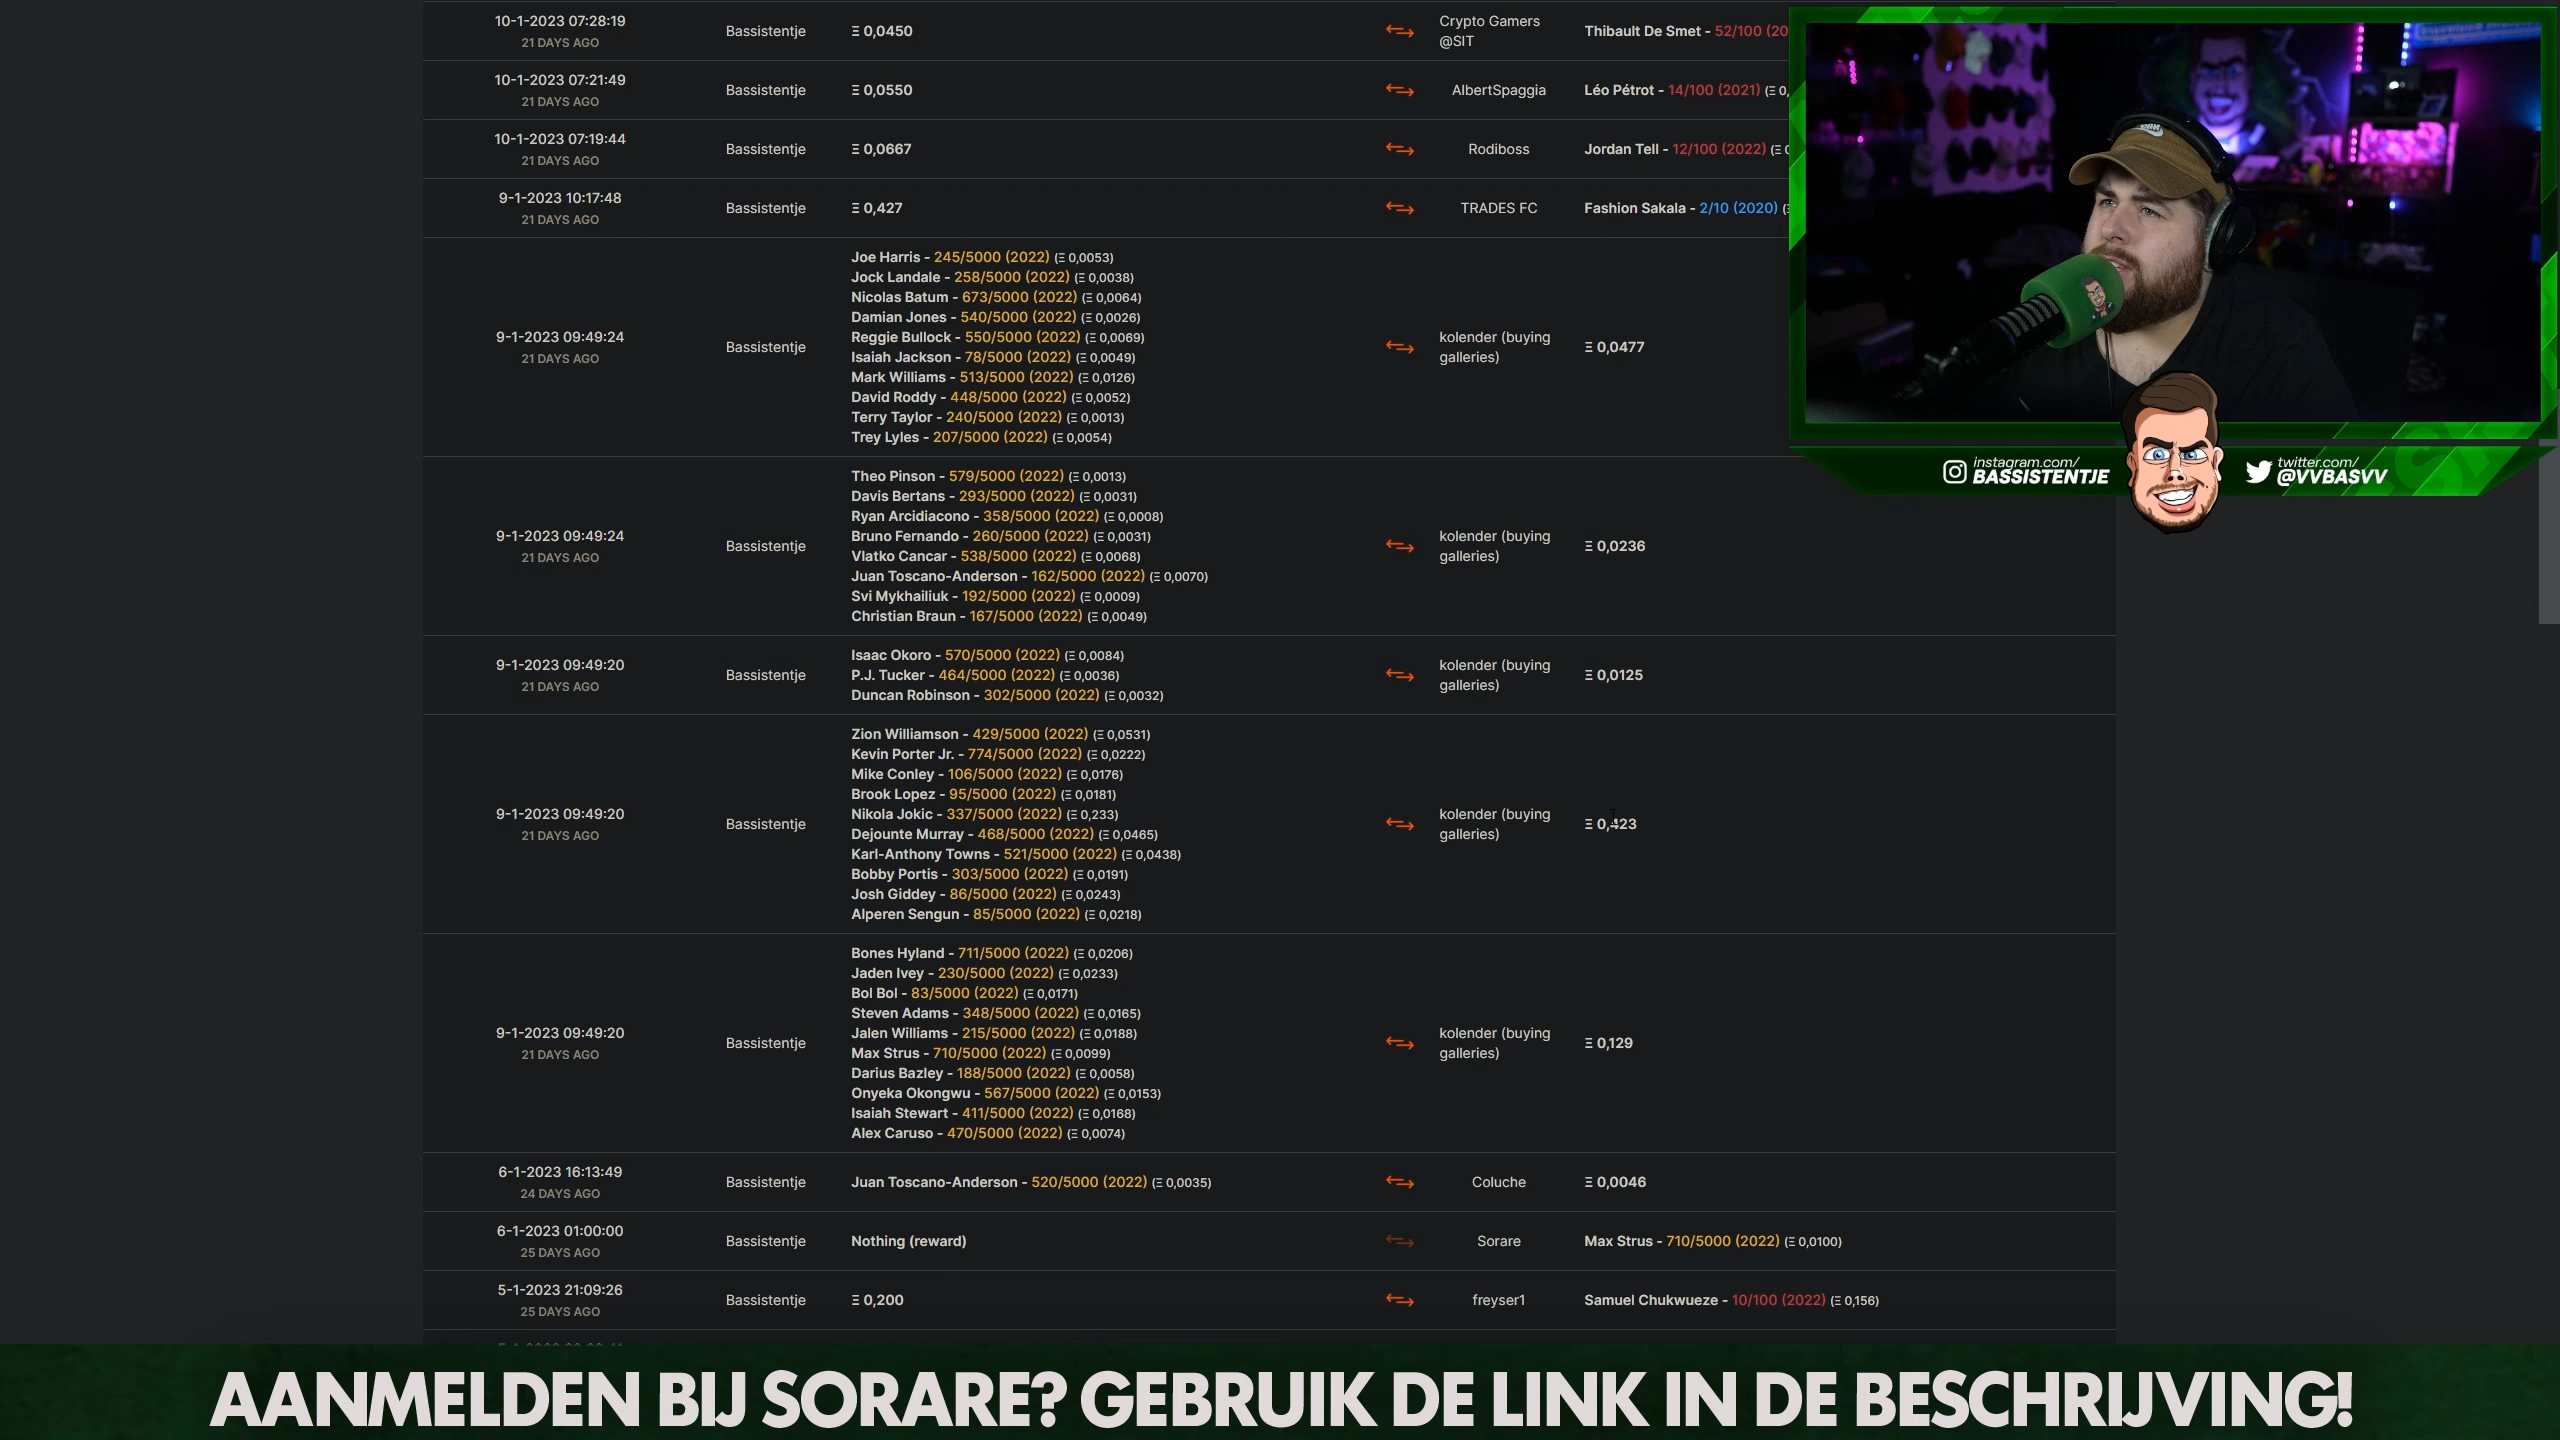 10-1-2023 07:28:19
21 DAYS AGO
Bassistentje
Ξ 0,0450
Crypto Gamers
@SIT
Thibault De Smet - 52/100 (20
10-1-2023 07:21:49
21 DAYS AGO
Bassistentje
Ξ 0,0550
AlbertSpaggia
Léo Pétrot - 14/100 (2021) (Ξ 0,
10-1-2023 07:19:44
21 DAYS AGO
Bassistentje
Ξ 0,0667
Rodiboss
Jordan Tell - 12/100 (2022) (Ξ 0
9-1-2023 10:17:48
21 DAYS AGO
Bassistentje
Ξ 0,427
TRADES FC
Fashion Sakala - 2/10 (2020) (Ξ
9-1-2023 09:49:24
21 DAYS AGO
Bassistentje
Joe Harris - 245/5000 (2022) (Ξ 0,0053)
Jock Landale - 258/5000 (2022) (Ξ 0,0038)
Nicolas Batum - 673/5000 (2022) (Ξ 0,0064)
Damian Jones - 540/5000 (2022) (Ξ 0,0026)
Reggie Bullock - 550/5000 (2022) (Ξ 0,0069)
Isaiah Jackson - 78/5000 (2022) (Ξ 0,0049)
Mark Williams - 513/5000 (2022) (Ξ 0,0126)
David Roddy - 448/5000 (2022) (Ξ 0,0052)
Terry Taylor - 240/5000 (2022) (Ξ 0,0013)
Trey Lyles - 207/5000 (2022) (Ξ 0,0054)
kolender (buying
galleries)
Ξ 0,0477
9-1-2023 09:49:24
21 DAYS AGO
Bassistentje
Theo Pinson - 579/5000 (2022) (Ξ 0,0013)
Davis Bertans - 293/5000 (2022) (Ξ 0,0031)
Ryan Arcidiacono - 358/5000 (2022) (Ξ 0,0008)
Bruno Fernando - 260/5000 (2022) (Ξ 0,0031)
Vlatko Cancar - 538/5000 (2022) (Ξ 0,0068)
Juan Toscano-Anderson - 162/5000 (2022) (Ξ 0,0070)
Svi Mykhailiuk - 192/5000 (2022) (Ξ 0,0009)
Christian Braun - 167/5000 (2022) (Ξ 0,0049)
kolender (buying
galleries)
Ξ 0,0236
9-1-2023 09:49:20
21 DAYS AGO
Bassistentje
Isaac Okoro - 570/5000 (2022) (Ξ 0,0084)
P.J. Tucker - 464/5000 (2022) (Ξ 0,0036)
Duncan Robinson - 302/5000 (2022) (Ξ 0,0032)
kolender (buying
galleries)
Ξ 0,0125
9-1-2023 09:49:20
21 DAYS AGO
Bassistentje
Zion Williamson - 429/5000 (2022) (Ξ 0,0531)
Kevin Porter Jr. - 774/5000 (2022) (Ξ 0,0222)
Mike Conley - 106/5000 (2022) (Ξ 0,0176)
Brook Lopez - 95/5000 (2022) (Ξ 0,0181)
Nikola Jokic - 337/5000 (2022) (Ξ 0,233)
Dejounte Murray - 468/5000 (2022) (Ξ 0,0465)
Karl-Anthony Towns - 521/5000 (2022) (Ξ 0,0438)
Bobby Portis - 303/5000 (2022) (Ξ 0,0191)
Josh Giddey - 86/5000 (2022) (Ξ 0,0243)
Alperen Sengun - 85/5000 (2022) (Ξ 0,0218)
kolender (buying
galleries)
Ξ 0,423
9-1-2023 09:49:20
21 DAYS AGO
Bassistentje
Bones Hyland - 711/5000 (2022) (Ξ 0,0206)
Jaden Ivey - 230/5000 (2022) (Ξ 0,0233)
Bol Bol - 83/5000 (2022) (Ξ 0,0171)
Steven Adams - 348/5000 (2022) (Ξ 0,0165)
Jalen Williams - 215/5000 (2022) (Ξ 0,0188)
Max Strus - 710/5000 (2022) (Ξ 0,0099)
Darius Bazley - 188/5000 (2022) (Ξ 0,0058)
Onyeka Okongwu - 567/5000 (2022) (Ξ 0,0153)
Isaiah Stewart - 411/5000 (2022) (Ξ 0,0168)
Alex Caruso - 470/5000 (2022) (Ξ 0,0074)
kolender (buying
galleries)
Ξ 0,129
6-1-2023 16:13:49
24 DAYS AGO
Bassistentje
Juan Toscano-Anderson - 520/5000 (2022) (Ξ 0,0035)
Coluche
Ξ 0,0046
6-1-2023 01:00:00
25 DAYS AGO
Bassistentje
Nothing (reward)
Sorare
Max Strus - 710/5000 (2022) (Ξ 0,0100)
5-1-2023 21:09:26
25 DAYS AGO
Bassistentje
Ξ 0,200
freyser1
Samuel Chukwueze - 10/100 (2022) (Ξ 0,156)
instagram.com/
BASSISTENTJE
twitter.com/
@VVBASVV
AANMELDEN BIJ SORARE? GEBRUIK DE LINK IN DE BESCHRIJVING!